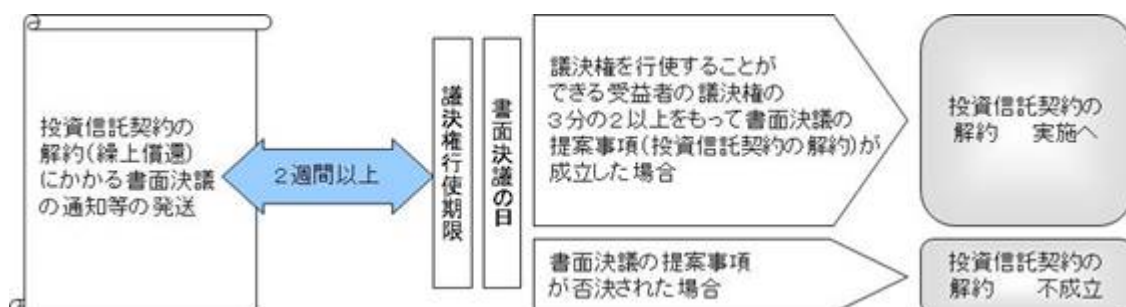 投資信託契約の
解約(繰上償還)
にかかる書面決議
の通知等の発送
2週間以上
議決権行使期限
書面決議の日
議決権を行使することが
できる受益者の議決権の
3分の2以上をもって書面決議の
提案事項(投資信託契約の解約)が
成立した場合
投資信託契約の
解約 実施へ
書面決議の提案事項
が否決された場合
投資信託契約の
解約 不成立